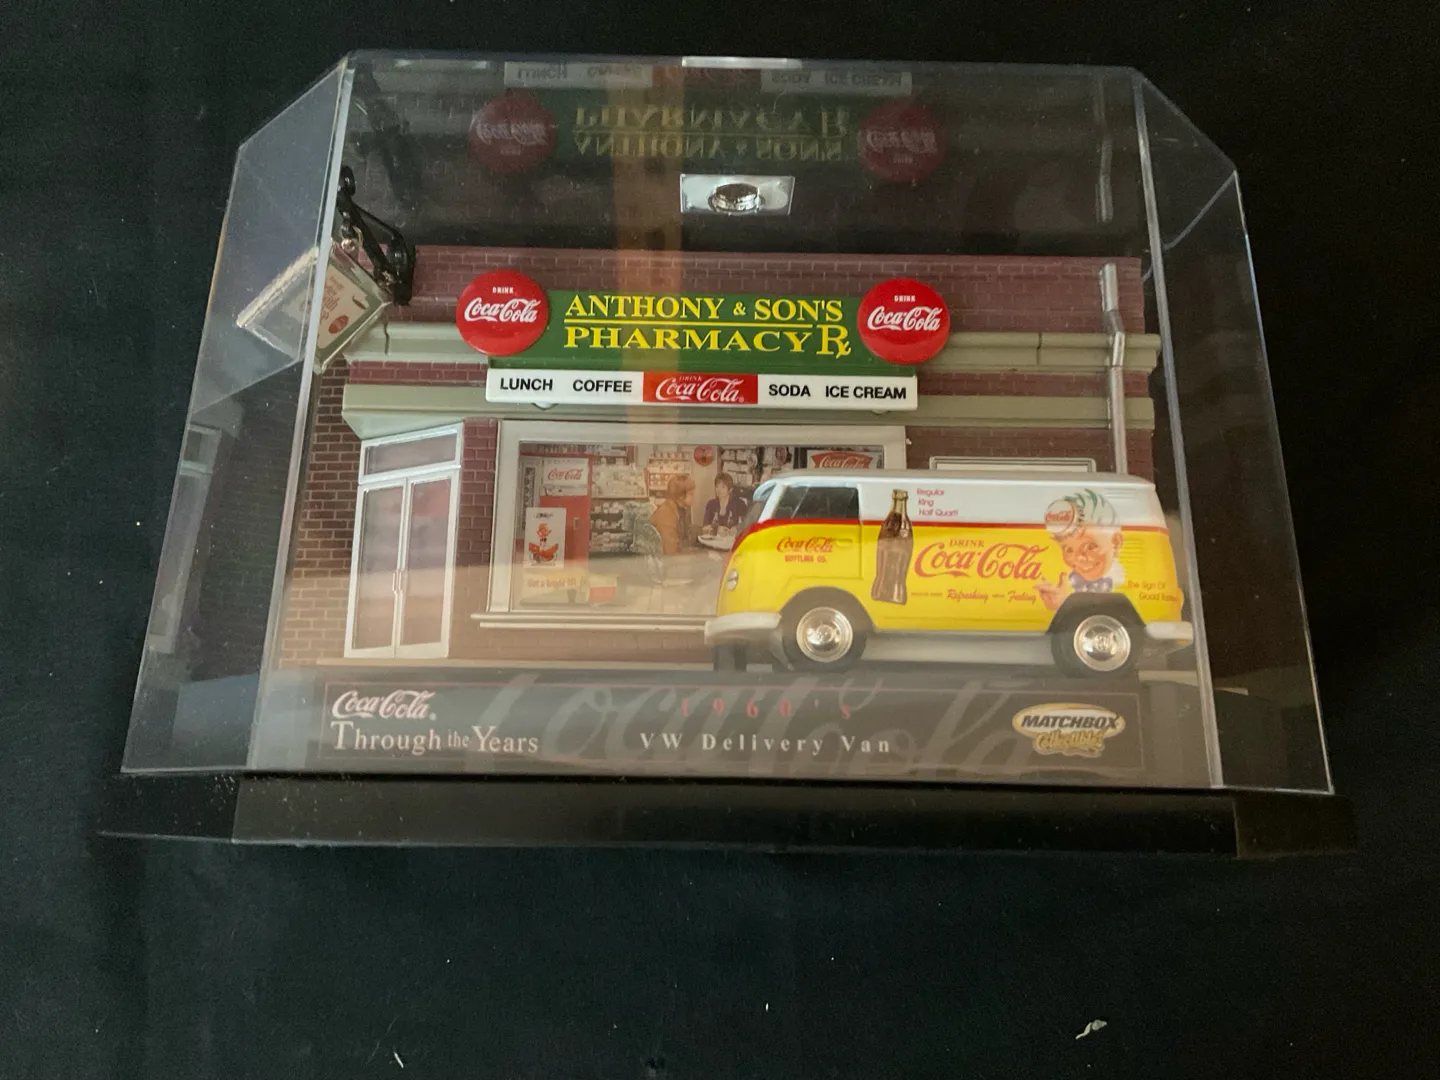 DRINK
Coca-Cola
ANTHONY & SON'S
PHARMACY Rx
DRINK
Coca-Cola
LUNCH COFFEE DRINK Coca-Cola SODA ICE CREAM
Coca-Cola
Coca-Cola
Regular
King
Half Quart
Coca-Cola
BOTTLING CO.
DRINK
Coca-Cola
Refreshing Feeling
The Sign Of
Good Taste
Coca-Cola
Through the Years
1960's
VW Delivery Van
MATCHBOX
Collectibles